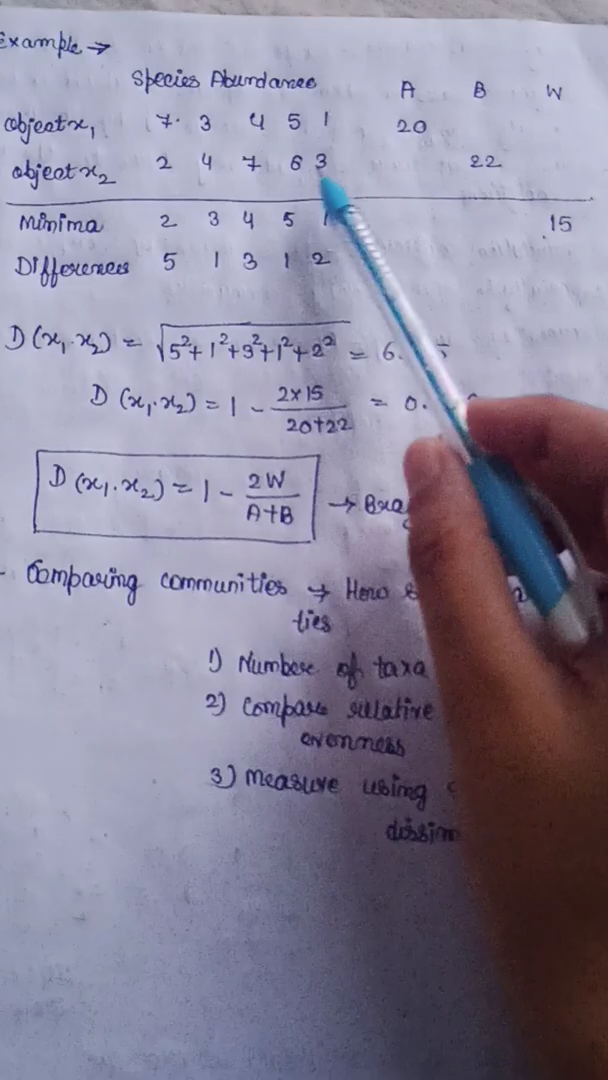 Example →
Species Abundance A B W
Object x₁ 7 3 4 5 1 20
Object x₂ 2 4 7 6 3 22
Minima 2 3 4 5 1 15
Differences 5 1 3 1 2
D (x₁.x₂) = √5²+1²+3²+1²+2² = 6.
D (x₁.x₂) = 1 - 2×15/20+22 = 0.
D (x₁.x₂) = 1 - 2W/A+B →
- Comparing communities →
ties
1) Number of taxa
2) Compare relative
evenness
3) Measure using